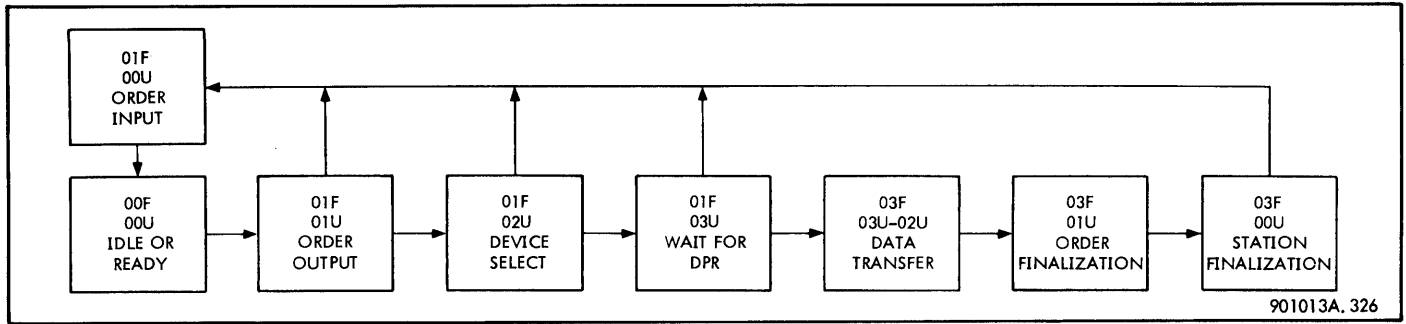 01F
00U
ORDER
INPUT
00F
00U
IDLE OR
READY
01F
01U
ORDER
OUTPUT
01F
02U
DEVICE
SELECT
01F
03U
WAIT FOR
DPR
03F
03U-02U
DATA
TRANSFER
03F
01U
ORDER
FINALIZATION
03F
00U
STATION
FINALIZATION
901013A. 326